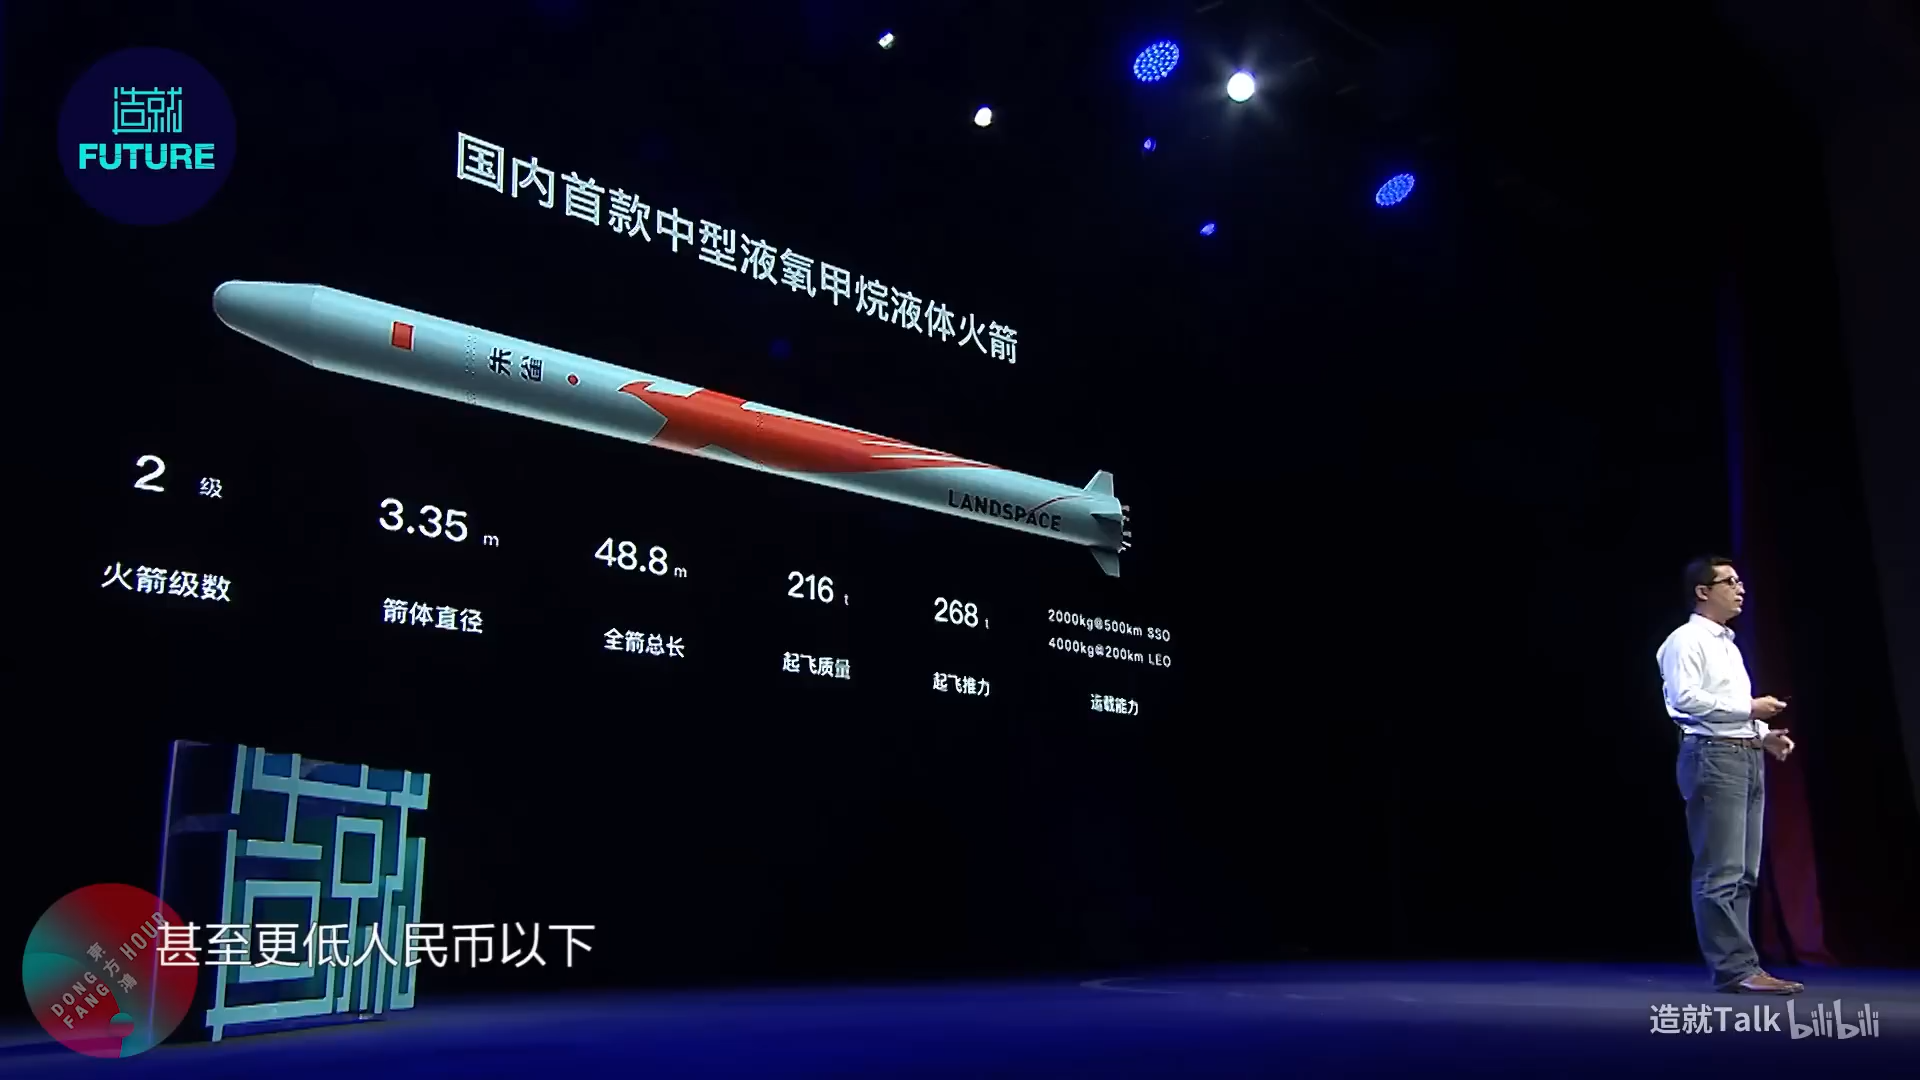 造就
FUTURE
国内首款中型液氧甲烷液体火箭
朱雀
LANDSPACE
2 级
火箭级数
3.35 m
箭体直径
48.8 m
全箭总长
216 t
起飞质量
268 t
起飞推力
2000kg@500km SSO
4000kg@200km LEO
运载能力
造就
東方鴻 HOUR
DONG
FANG
甚至更低人民币以下
造就Talk bilibili